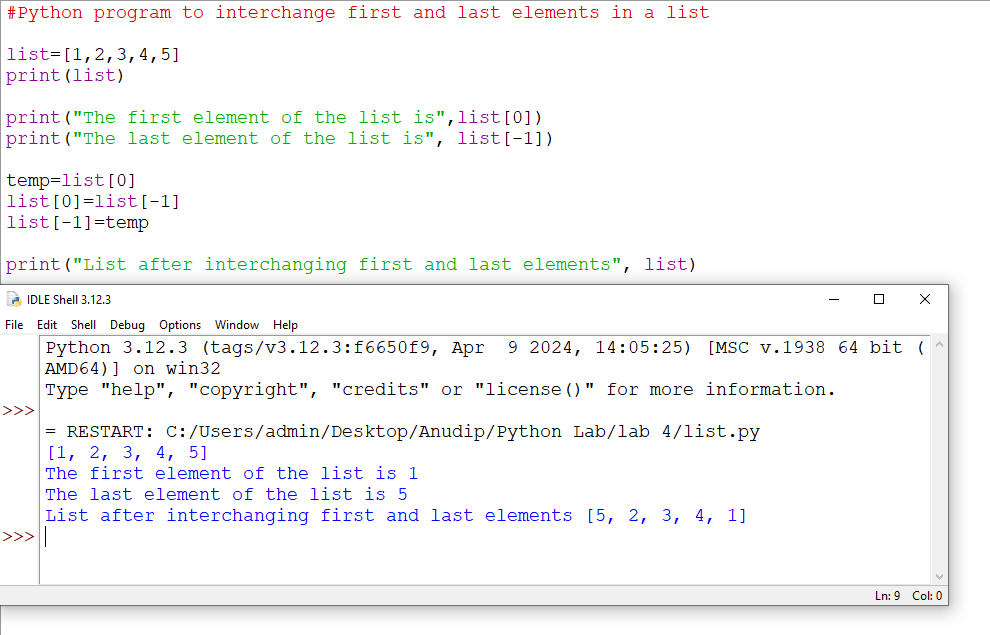 #Python program to interchange first and last elements in a list
list=[1,2,3,4,5]
print(list)
print("The first element of the list is",list[0])
print("The last element of the list is", list[-1])
temp=list[0]
list[0]=list[-1]
list[-1]=temp
print("List after interchanging first and last elements", list)
IDLE Shell 3.12.3
File Edit Shell Debug Options Window Help
Python 3.12.3 (tags/v3.12.3:f6650f9, Apr  9 2024, 14:05:25) [MSC v.1938 64 bit (
AMD64)] on win32
Type "help", "copyright", "credits" or "license()" for more information.
>>>
= RESTART: C:/Users/admin/Desktop/Anudip/Python Lab/lab 4/list.py
[1, 2, 3, 4, 5]
The first element of the list is 1
The last element of the list is 5
List after interchanging first and last elements [5, 2, 3, 4, 1]
>>>
Ln: 9 Col: 0